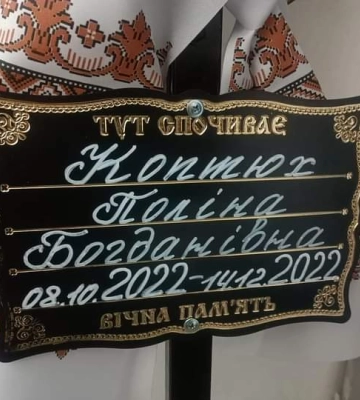 ТУТ СПОЧИВАЄ
Коптюх
Поліна
Богданівна
08.10.2022-14.12.2022
ВІЧНА ПАМ'ЯТЬ